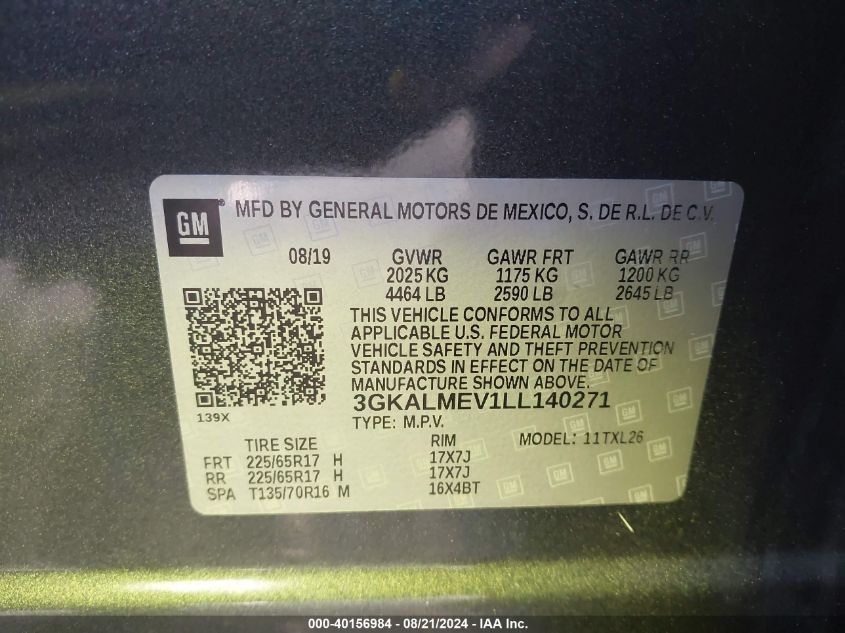 GM® MFD BY GENERAL MOTORS DE MEXICO, S. DE R.L. DE C.V.
08/19 GVWR GAWR FRT GAWR RR
2025 KG 1175 KG 1200 KG
4464 LB 2590 LB 2645 LB
THIS VEHICLE CONFORMS TO ALL
APPLICABLE U.S. FEDERAL MOTOR
VEHICLE SAFETY AND THEFT PREVENTION
STANDARDS IN EFFECT ON THE DATE OF
MANUFACTURE SHOWN ABOVE.
3GKALMEV1LL140271
139X
TYPE: M.P.V.
TIRE SIZE RIM MODEL: 11TXL26
FRT 225/65R17 H 17X7J
RR 225/65R17 H 17X7J
SPA T135/70R16 M 16X4BT
000-40156984 - 08/21/2024 - IAA Inc.